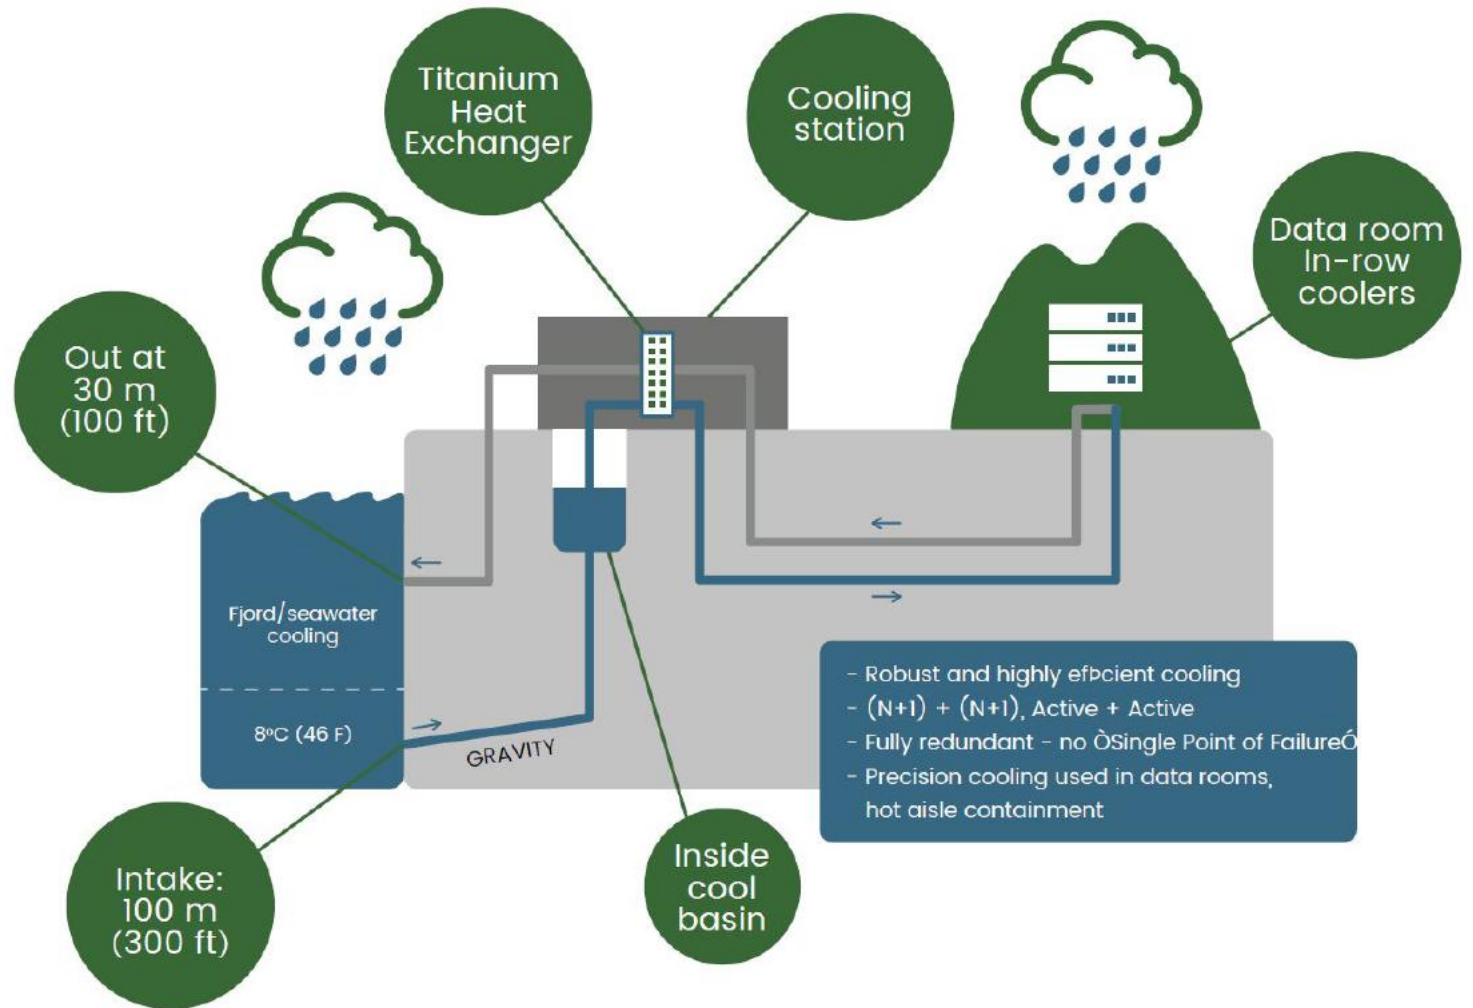 Titanium
Heat
Exchanger
Cooling
station
Data room
In-row
coolers
Out at
30 m
(100 ft)
Fjord/seawater
cooling
8ºC (46 F)
GRAVITY
Intake:
100 m
(300 ft)
Inside
cool
basin
- Robust and highly efÞcient cooling
- (N+1) + (N+1), Active + Active
- Fully redundant - no ÒSingle Point of FailureÓ
- Precision cooling used in data rooms,
hot aisle containment